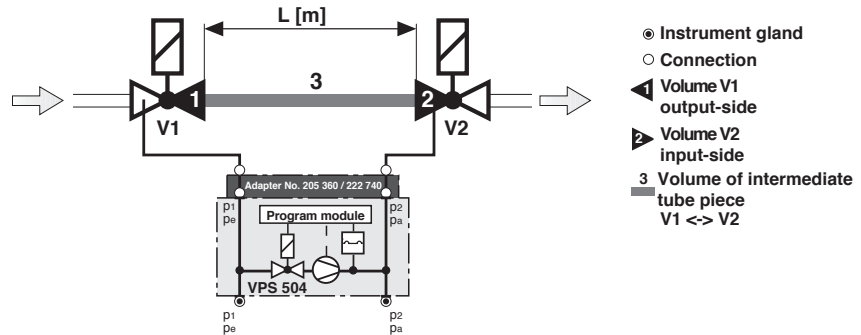 L [m]
1
3
2
V1
V2
Adapter No. 205 360 / 222 740
p1
pe
Program module
p2
pa
VPS 504
p1
pe
p2
pa
Instrument gland
Connection
1 Volume V1
output-side
2 Volume V2
input-side
3 Volume of intermediate
tube piece
V1 <-> V2